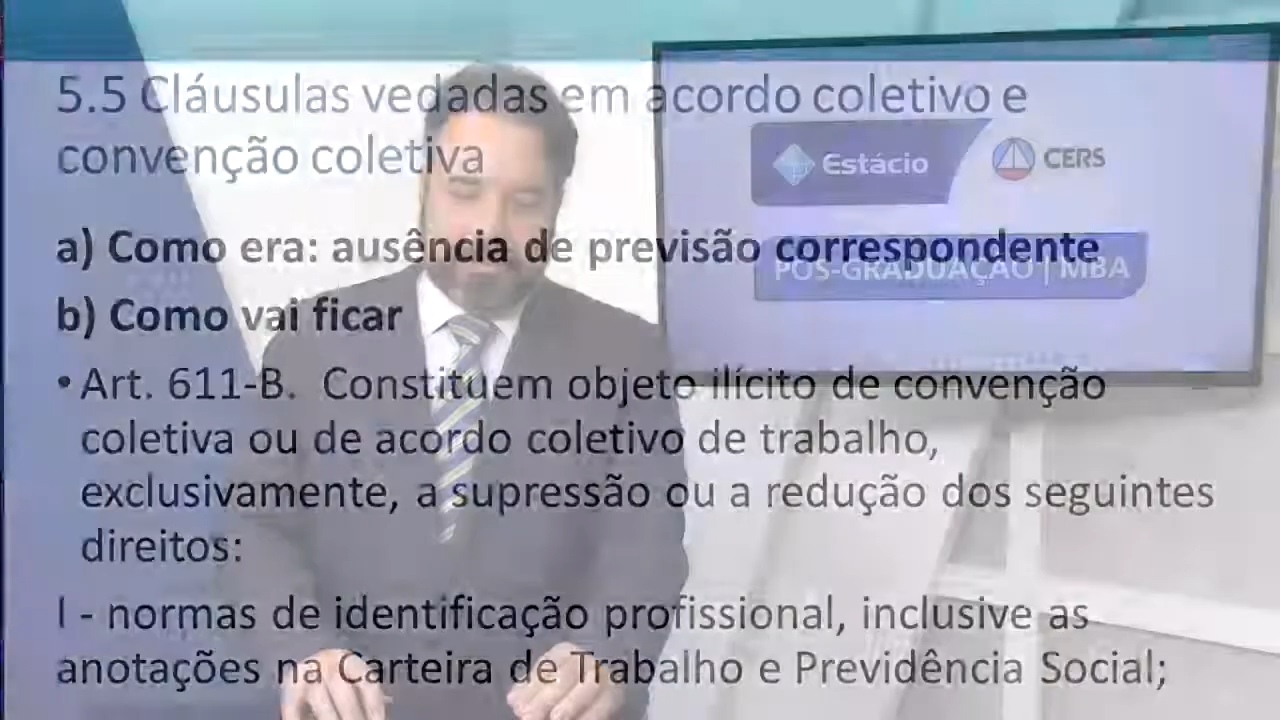 5.5 Cláusulas vedadas em acordo coletivo e
convenção coletiva
Estácio
CERS
PÓS-GRADUAÇÃO | MBA
a) Como era: ausência de previsão correspondente
b) Como vai ficar
• Art. 611-B.  Constituem objeto ilícito de convenção
coletiva ou de acordo coletivo de trabalho,
exclusivamente, a supressão ou a redução dos seguintes
direitos:
I - normas de identificação profissional, inclusive as
anotações na Carteira de Trabalho e Previdência Social;